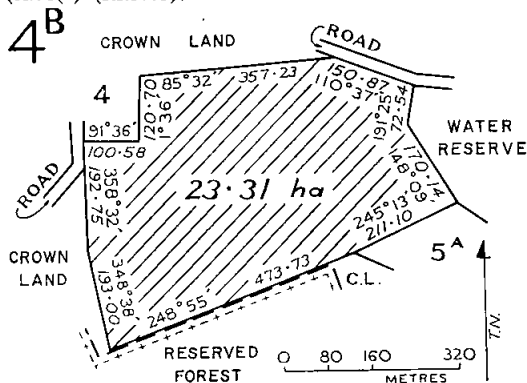 4ᴮ
CROWN LAND
ROAD
4
85°32'
357·23
150·87
110°37'
120·70
1°36'
191°25'
72·54
WATER
RESERVE
91°36'
100·58
ROAD
358°32'
192·75
23·31 ha
170·14
148°09'
245°13'
211·10
5ᴬ
CROWN
LAND
348°38'
193·00
248°55'
473·73
C.L.
T.N.
RESERVED
FOREST
0 80 160 320
METRES